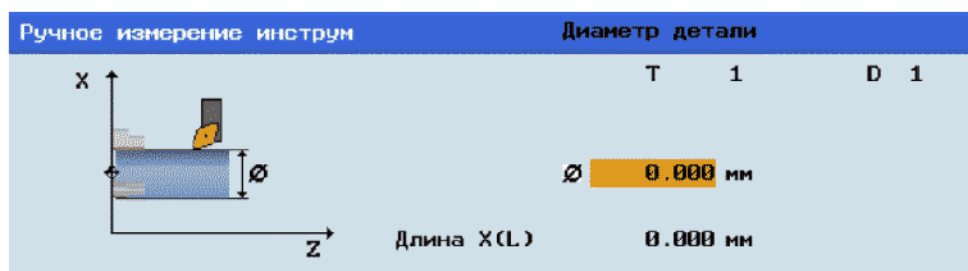 Ручное измерение инструм Диаметр детали
X T 1 D 1
Ø Ø 0.000 мм
Z Длина X(L) 0.000 мм